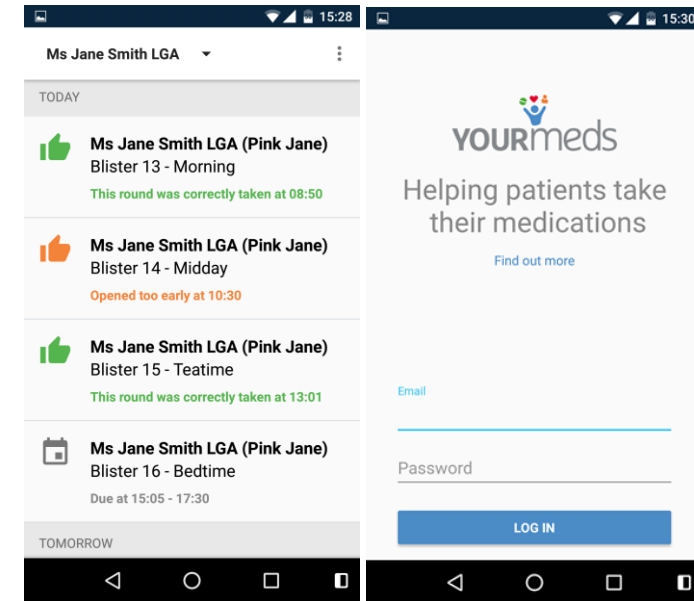 15:28
Ms Jane Smith LGA
TODAY
Ms Jane Smith LGA (Pink Jane)
Blister 13 - Morning
This round was correctly taken at 08:50
Ms Jane Smith LGA (Pink Jane)
Blister 14 - Midday
Opened too early at 10:30
Ms Jane Smith LGA (Pink Jane)
Blister 15 - Teatime
This round was correctly taken at 13:01
Ms Jane Smith LGA (Pink Jane)
Blister 16 - Bedtime
Due at 15:05 - 17:30
TOMORROW
15:30
YOURmeds
Helping patients take
their medications
Find out more
Email
Password
LOG IN